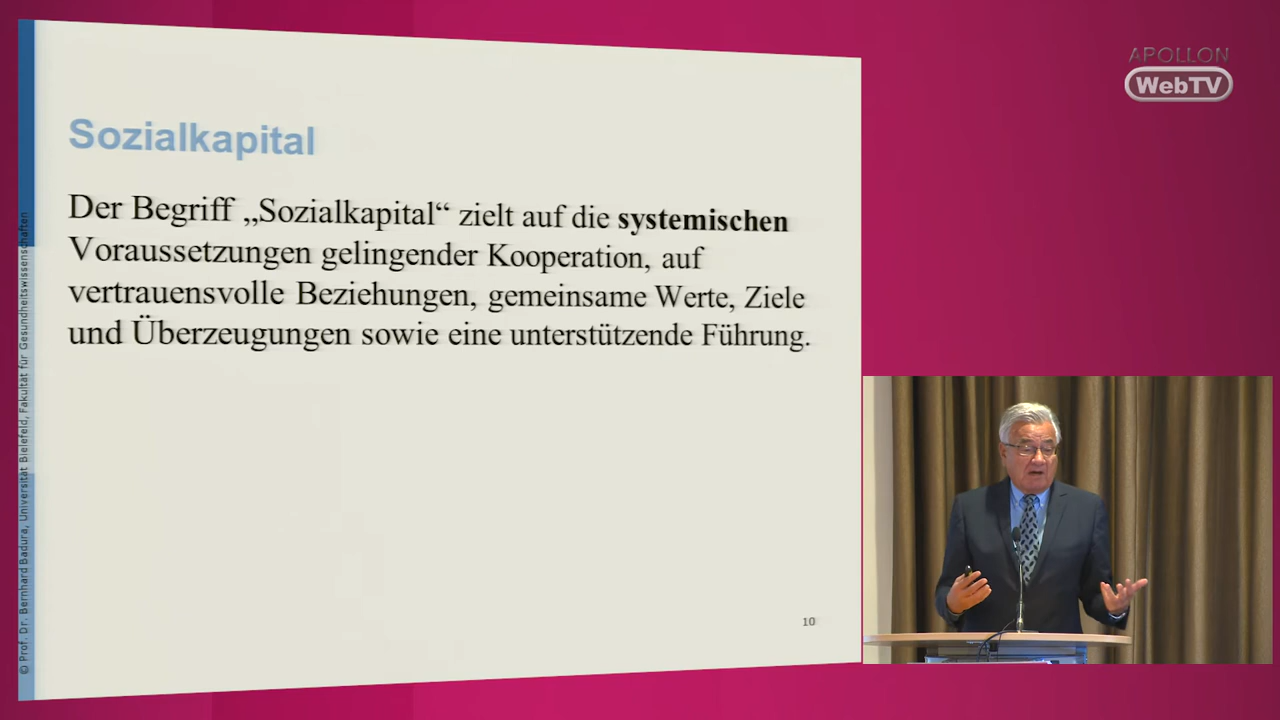 APOLLON
WebTV
Sozialkapital
Der Begriff „Sozialkapital“ zielt auf die systemischen
Voraussetzungen gelingender Kooperation, auf
vertrauensvolle Beziehungen, gemeinsame Werte, Ziele
und Überzeugungen sowie eine unterstützende Führung.
10
© Prof. Dr. Bernhard Badura, Universität Bielefeld, Fakultät für Gesundheitswissenschaften